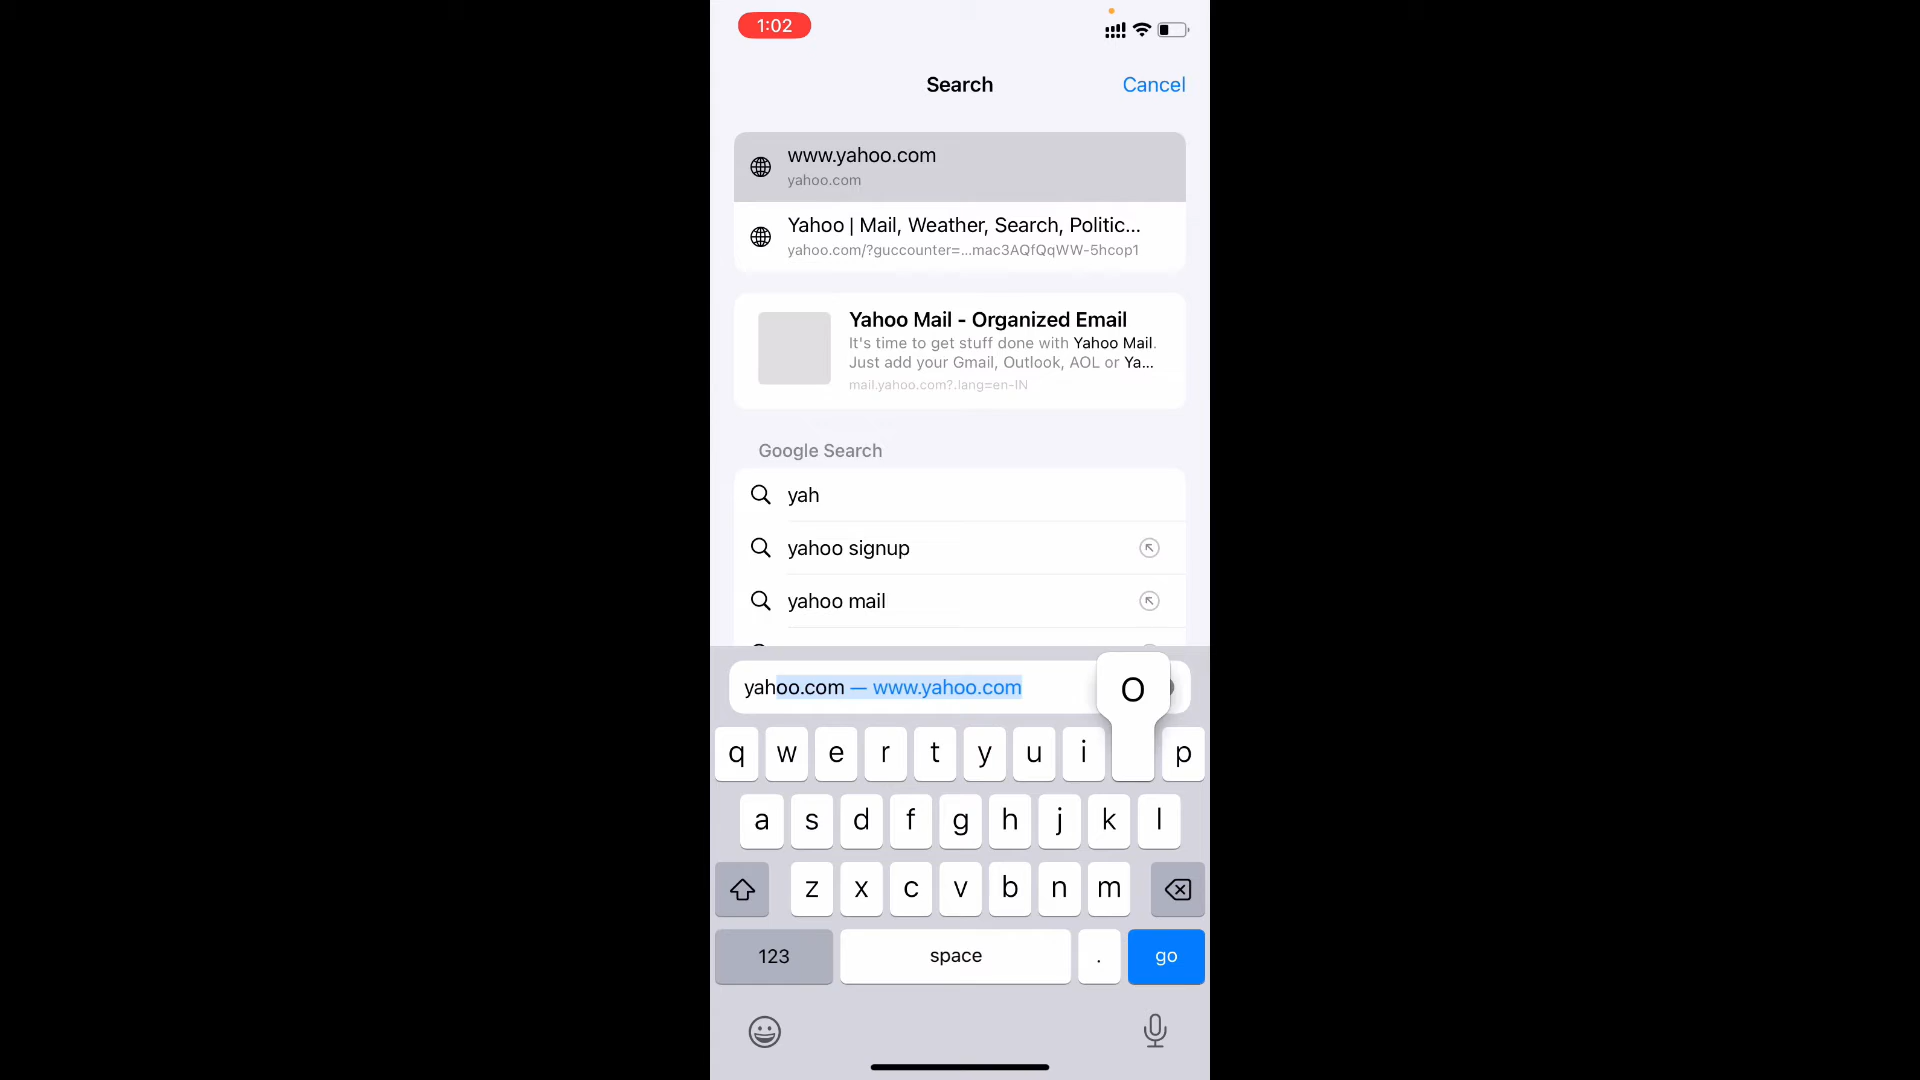 1:02
Search
Cancel
www.yahoo.com
yahoo.com
Yahoo | Mail, Weather, Search, Politic...
yahoo.com/?guccounter=...mac3AQfQqWW-5hcop1
Yahoo Mail - Organized Email
It's time to get stuff done with Yahoo Mail.
Just add your Gmail, Outlook, AOL or Ya...
mail.yahoo.com?.lang=en-IN
Google Search
yah
yahoo signup
yahoo mail
yahoo.com — www.yahoo.com
O
q w e r t y u i p
a s d f g h j k l
z x c v b n m
123 space . go